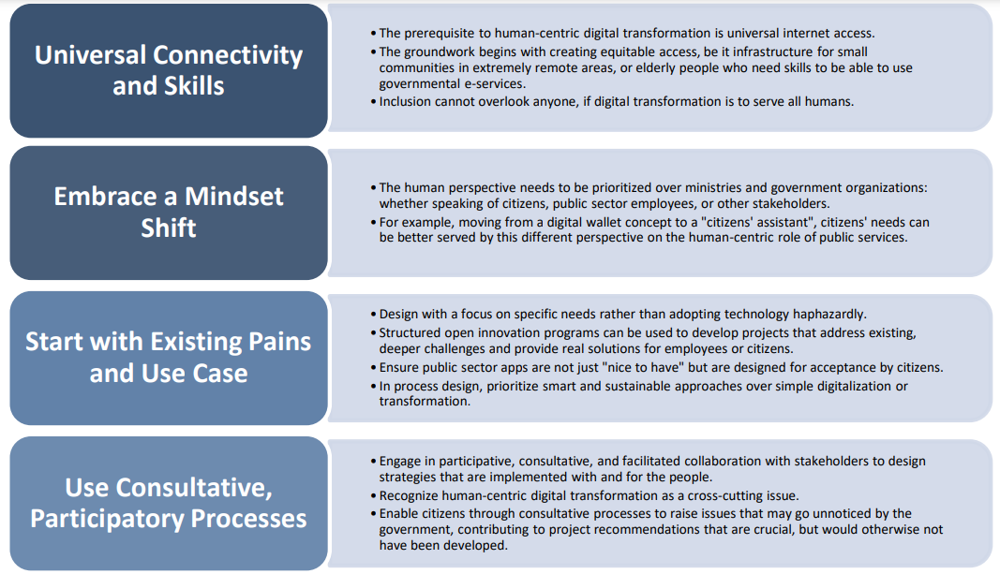 Universal Connectivity
and Skills
• The prerequisite to human-centric digital transformation is universal internet access.
• The groundwork begins with creating equitable access, be it infrastructure for small
communities in extremely remote areas, or elderly people who need skills to be able to use
governmental e-services.
• Inclusion cannot overlook anyone, if digital transformation is to serve all humans.
Embrace a Mindset
Shift
• The human perspective needs to be prioritized over ministries and government organizations:
whether speaking of citizens, public sector employees, or other stakeholders.
• For example, moving from a digital wallet concept to a "citizens' assistant", citizens' needs can
be better served by this different perspective on the human-centric role of public services.
Start with Existing Pains
and Use Case
• Design with a focus on specific needs rather than adopting technology haphazardly.
• Structured open innovation programs can be used to develop projects that address existing,
deeper challenges and provide real solutions for employees or citizens.
• Ensure public sector apps are not just "nice to have" but are designed for acceptance by citizens.
• In process design, prioritize smart and sustainable approaches over simple digitalization or
transformation.
Use Consultative,
Participatory Processes
• Engage in participative, consultative, and facilitated collaboration with stakeholders to design
strategies that are implemented with and for the people.
• Recognize human-centric digital transformation as a cross-cutting issue.
• Enable citizens through consultative processes to raise issues that may go unnoticed by the
government, contributing to project recommendations that are crucial, but would otherwise not
have been developed.